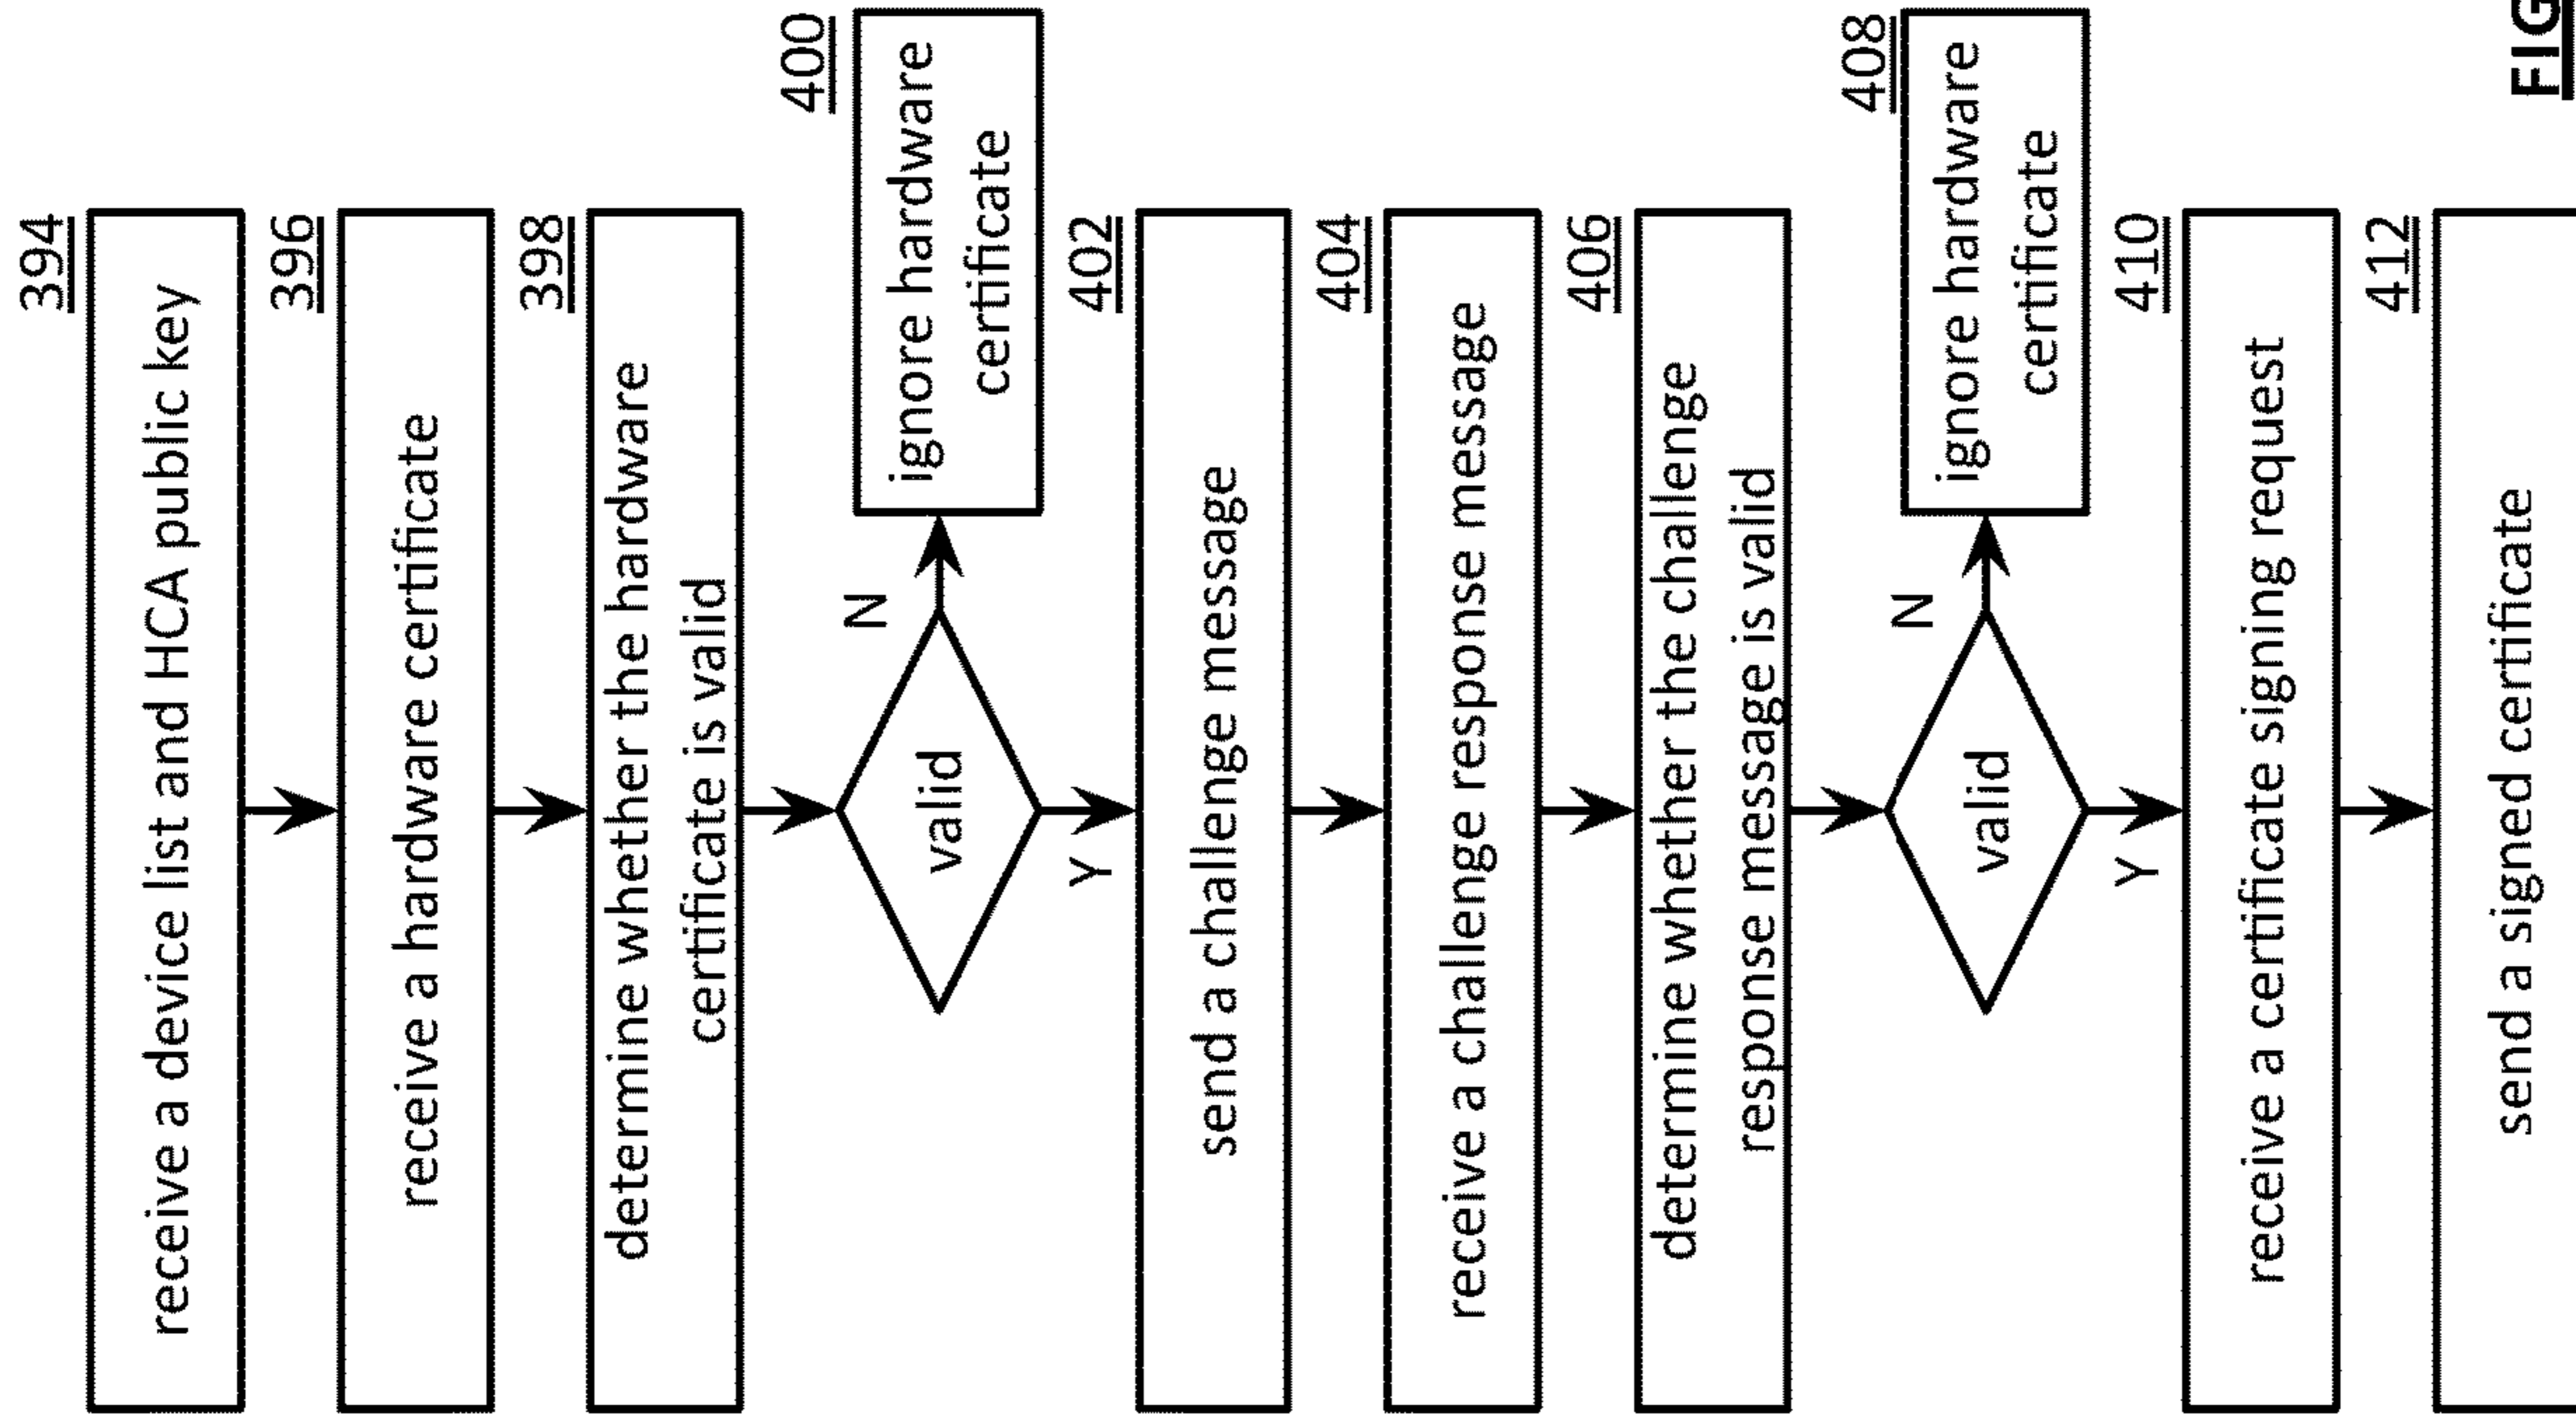 394
receive a device list and HCA public key
396
receive a hardware certificate
398
determine whether the hardware
certificate is valid
valid
N
400
ignore hardware
certificate
Y
402
send a challenge message
404
receive a challenge response message
406
determine whether the challenge
response message is valid
valid
N
408
ignore hardware
certificate
Y
410
receive a certificate signing request
412
send a signed certificate
FIG